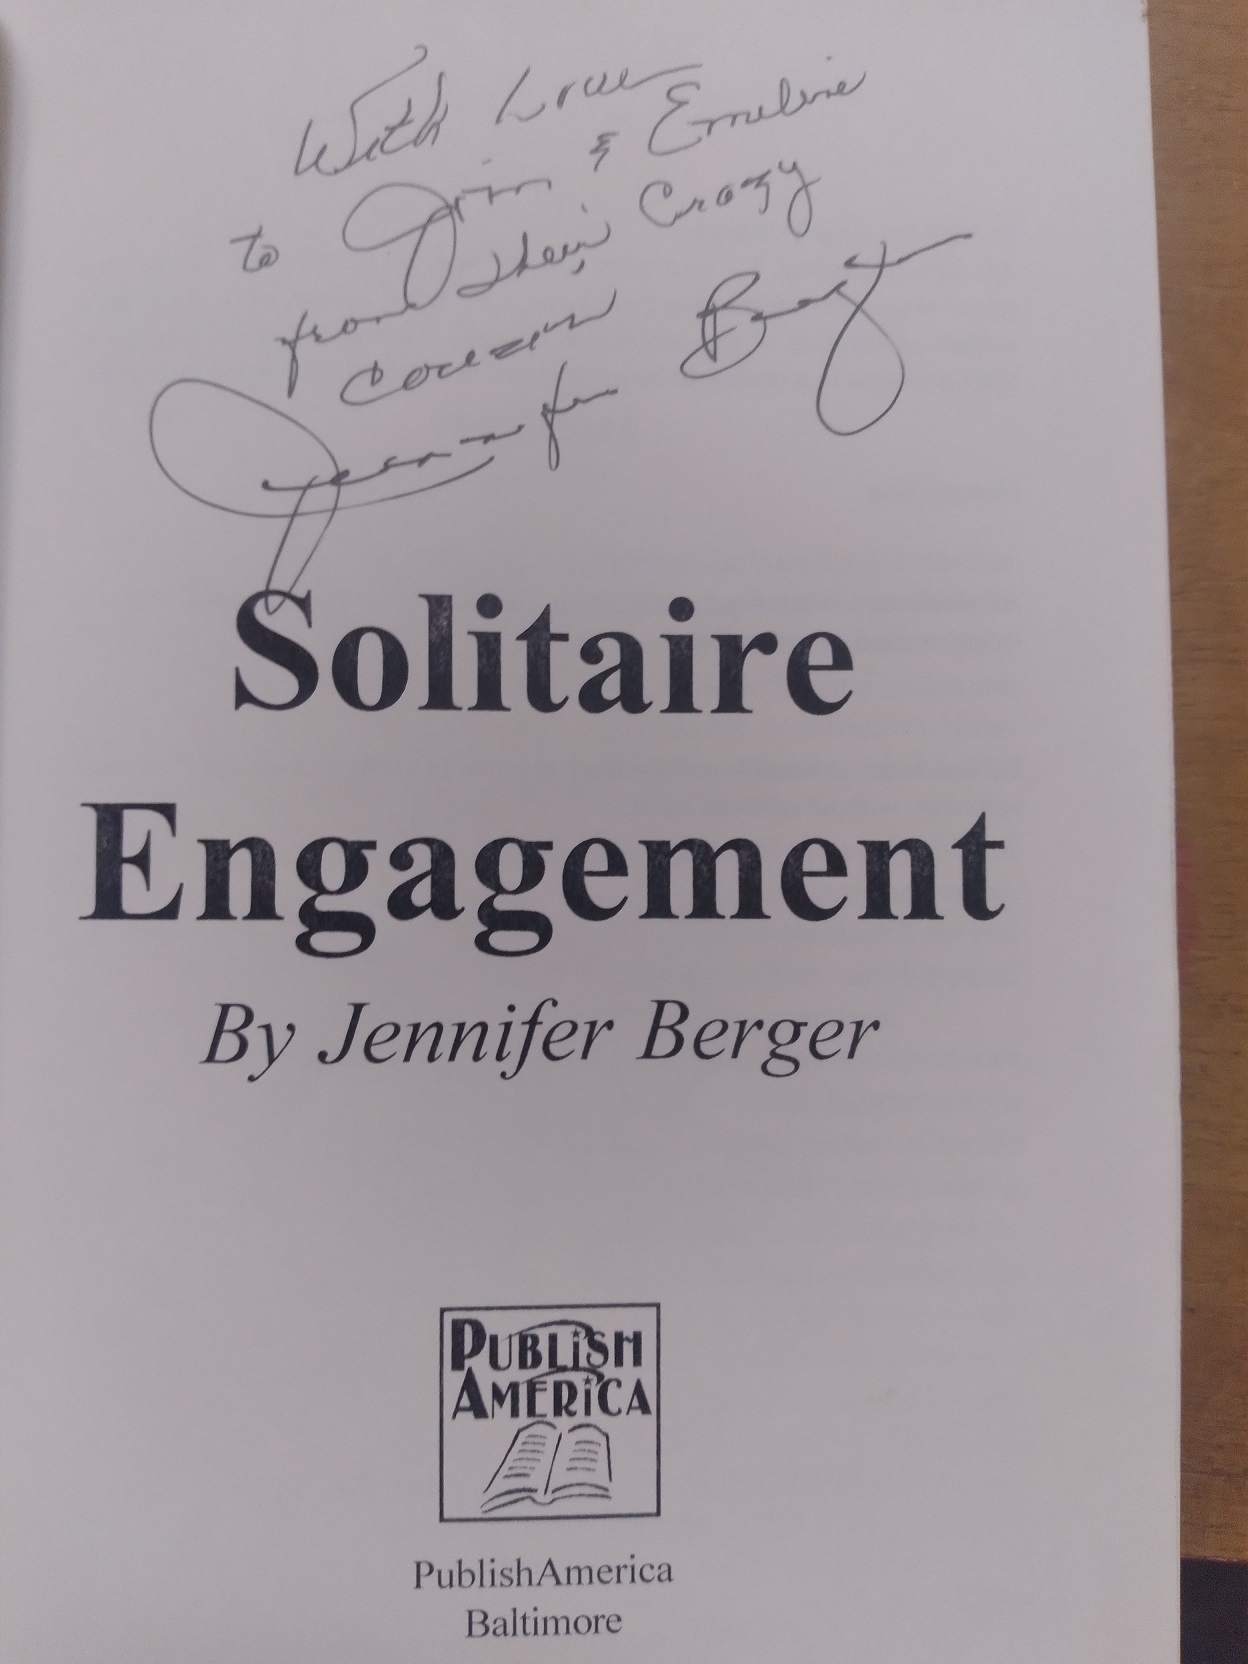 With Love
to Jim & Emeline
from their Crazy
Cousin
Jennifer Berger
Solitaire
Engagement
By Jennifer Berger
PUBLISH
AMERICA
PublishAmerica
Baltimore